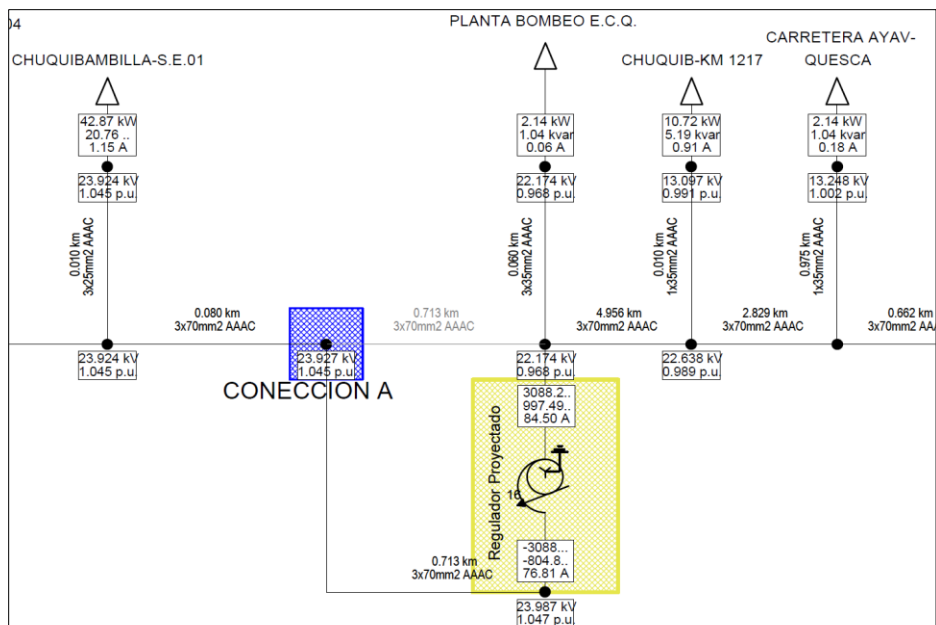 04
CHUQUIBAMBILLA-S.E.01
42.87 kW
20.76 ..
1.15 A
23.924 kV
1.045 p.u.
0.010 km
3x25mm2 AAAC
PLANTA BOMBEO E.C.Q.
2.14 kW
1.04 kvar
0.06 A
22.174 kV
0.968 p.u.
0.060 km
3x35mm2 AAAC
CHUQUIB-KM 1217
10.72 kW
5.19 kvar
0.91 A
13.097 kV
0.991 p.u.
0.010 km
1x35mm2 AAAC
CARRETERA AYAV-
QUESCA
2.14 kW
1.04 kvar
0.18 A
13.248 kV
1.002 p.u.
0.975 km
1x35mm2 AAAC
0.080 km
3x70mm2 AAAC
0.713 km
3x70mm2 AAAC
4.956 km
3x70mm2 AAAC
2.829 km
3x70mm2 AAAC
0.662 km
3x70mm2 AA
23.924 kV
1.045 p.u.
23.927 kV
1.045 p.u.
CONECCION A
22.174 kV
0.968 p.u.
22.638 kV
0.989 p.u.
3088.2..
997.49..
84.50 A
Regulador Proyectado
16
-3088...
-804.8..
76.81 A
0.713 km
3x70mm2 AAAC
23.987 kV
1.047 p.u.